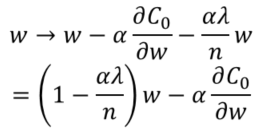 w → w − α ∂C₀/∂w − αλ/n w
= (1 − αλ/n) w − α ∂C₀/∂w